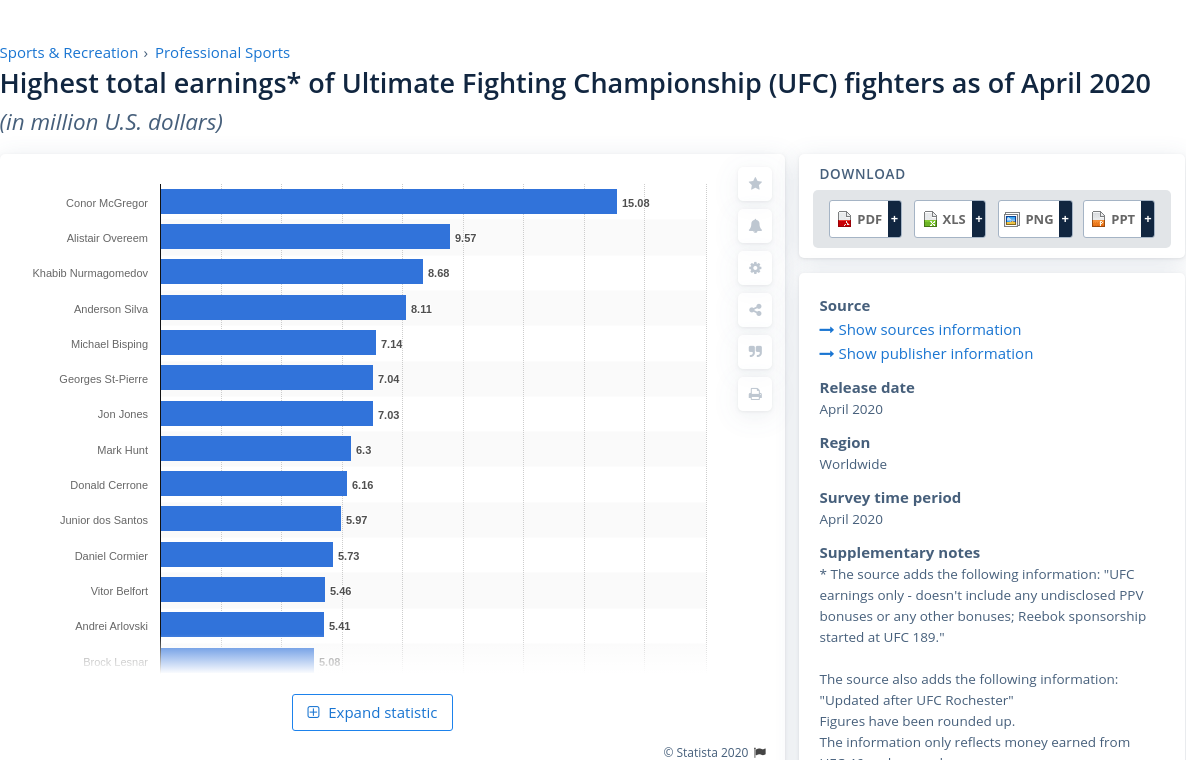 Sports & Recreation › Professional Sports
Highest total earnings* of Ultimate Fighting Championship (UFC) fighters as of April 2020
(in million U.S. dollars)
Conor McGregor 15.08
Alistair Overeem 9.57
Khabib Nurmagomedov 8.68
Anderson Silva 8.11
Michael Bisping 7.14
Georges St-Pierre 7.04
Jon Jones 7.03
Mark Hunt 6.3
Donald Cerrone 6.16
Junior dos Santos 5.97
Daniel Cormier 5.73
Vitor Belfort 5.46
Andrei Arlovski 5.41
Brock Lesnar 5.08
Expand statistic
© Statista 2020
DOWNLOAD
PDF + XLS + PNG + PPT +
Source
Show sources information
Show publisher information
Release date
April 2020
Region
Worldwide
Survey time period
April 2020
Supplementary notes
* The source adds the following information: "UFC
earnings only - doesn't include any undisclosed PPV
bonuses or any other bonuses; Reebok sponsorship
started at UFC 189."
The source also adds the following information:
"Updated after UFC Rochester"
Figures have been rounded up.
The information only reflects money earned from